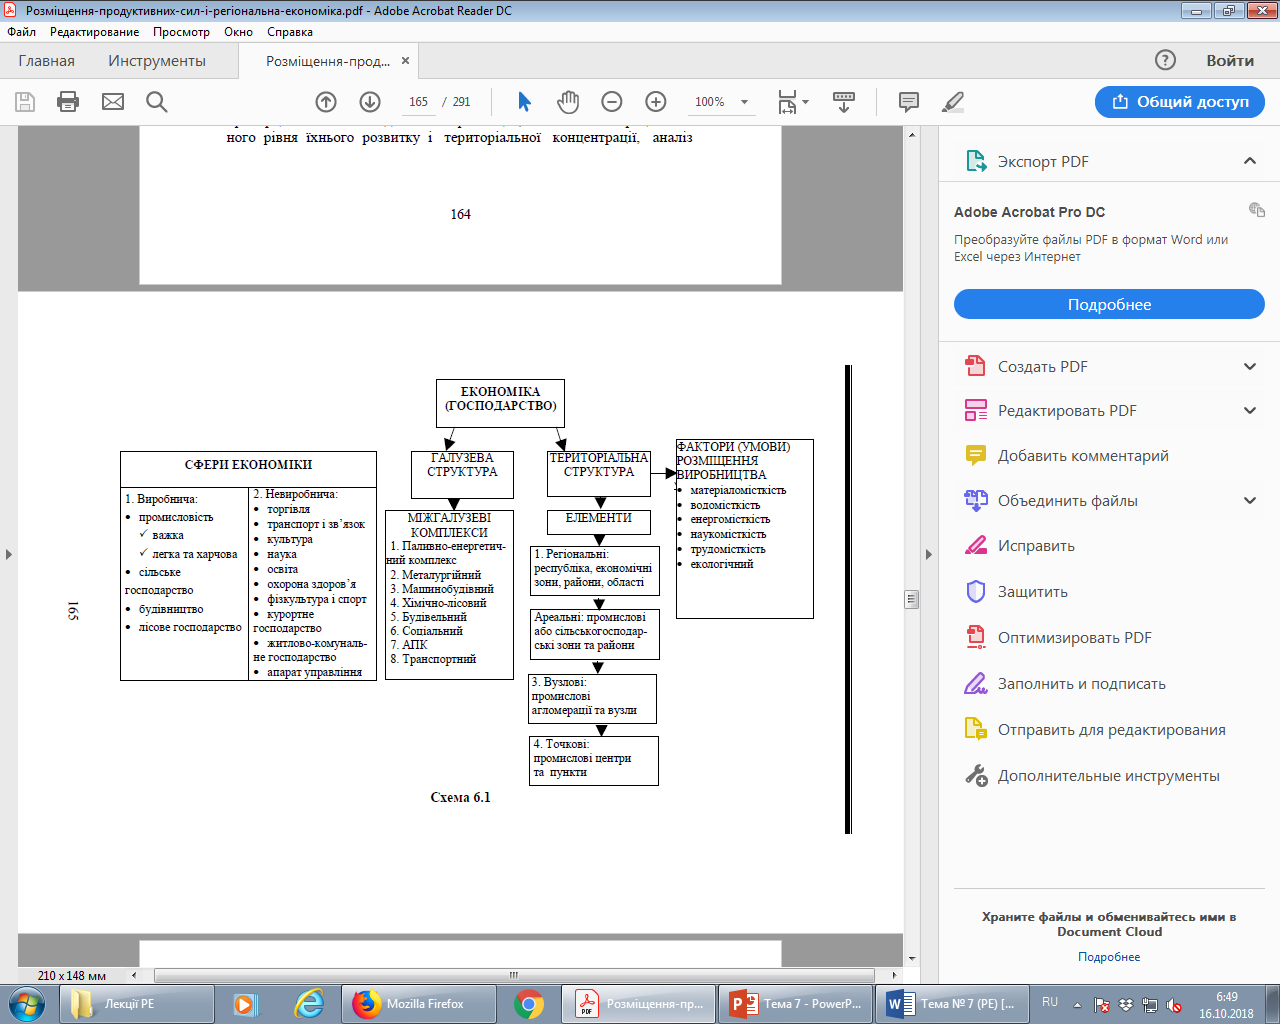 Розміщення-продуктивних-сил-і-регіональна-економіка.pdf - Adobe Acrobat Reader DC
Файл Редактирование Просмотр Окно Справка
Главная Инструменты Розміщення-прод... × ? Войти
165 / 291 100% Общий доступ
ного рівня їхнього розвитку і територіальної концентрації, аналіз
164
ЕКОНОМІКА
(ГОСПОДАРСТВО)
СФЕРИ ЕКОНОМІКИ
1. Виробнича:
• промисловість
✓ важка
✓ легка та харчова
• сільське
господарство
• будівництво
• лісове господарство
2. Невиробнича:
• торгівля
• транспорт і зв’язок
• культура
• наука
• освіта
• охорона здоров’я
• фізкультура і спорт
• курортне
господарство
• житлово-комуналь-
не господарство
• апарат управління
ГАЛУЗЕВА
СТРУКТУРА
МІЖГАЛУЗЕВІ
КОМПЛЕКСИ
1. Паливно-енергетич-
ний комплекс
2. Металургійний
3. Машинобудівний
4. Хімічно-лісовий
5. Будівельний
6. Соціальний
7. АПК
8. Транспортний
ТЕРИТОРІАЛЬНА
СТРУКТУРА
ЕЛЕМЕНТИ
1. Регіональні:
республіка, економічні
зони, райони, області
Ареальні: промислові
або сільськогосподар-
ські зони та райони
3. Вузлові:
промислові
агломерації та вузли
4. Точкові:
промислові центри
та пункти
ФАКТОРИ (УМОВИ)
РОЗМІЩЕННЯ
ВИРОБНИЦТВА
• матеріаломісткість
• водомісткість
• енергомісткість
• наукомісткість
• трудомісткість
• екологічний
Схема 6.1
165
210 x 148 мм
Экспорт PDF
Adobe Acrobat Pro DC
Преобразуйте файлы PDF в формат Word или
Excel через Интернет
Подробнее
Создать PDF
Редактировать PDF
Добавить комментарий
Объединить файлы
Исправить
Защитить
Оптимизировать PDF
Заполнить и подписать
Отправить для редактирования
Дополнительные инструменты
Храните файлы и обменивайтесь ими в
Document Cloud
Подробнее
Лекції РЕ Mozilla Firefox Розміщення-пр... Тема 7 - PowerP... Тема № 7 (РЕ) [... RU 6:49
16.10.2018